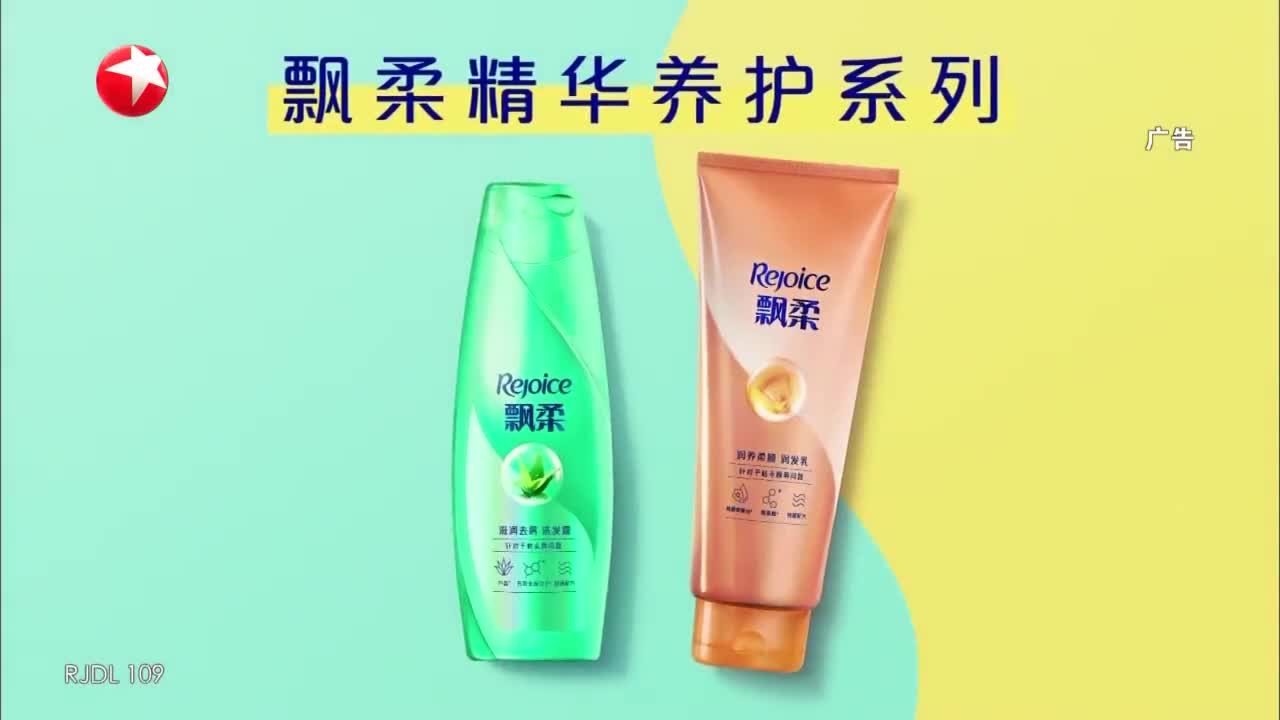 飘柔精华养护系列
广告
Rejoice
飘柔
润养柔顺 润发乳
Rejoice
飘柔
滋润去屑 洗发露
RJDL 109